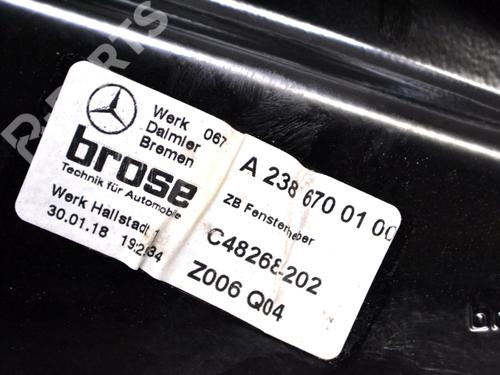 Werk 067
Daimler
Bremen
brose
Technik für Automobile
Werk Hallstadt 1
30.01.18
A 238 670 01 00
ZB Fensterheber
C48268-202
Z006 Q04